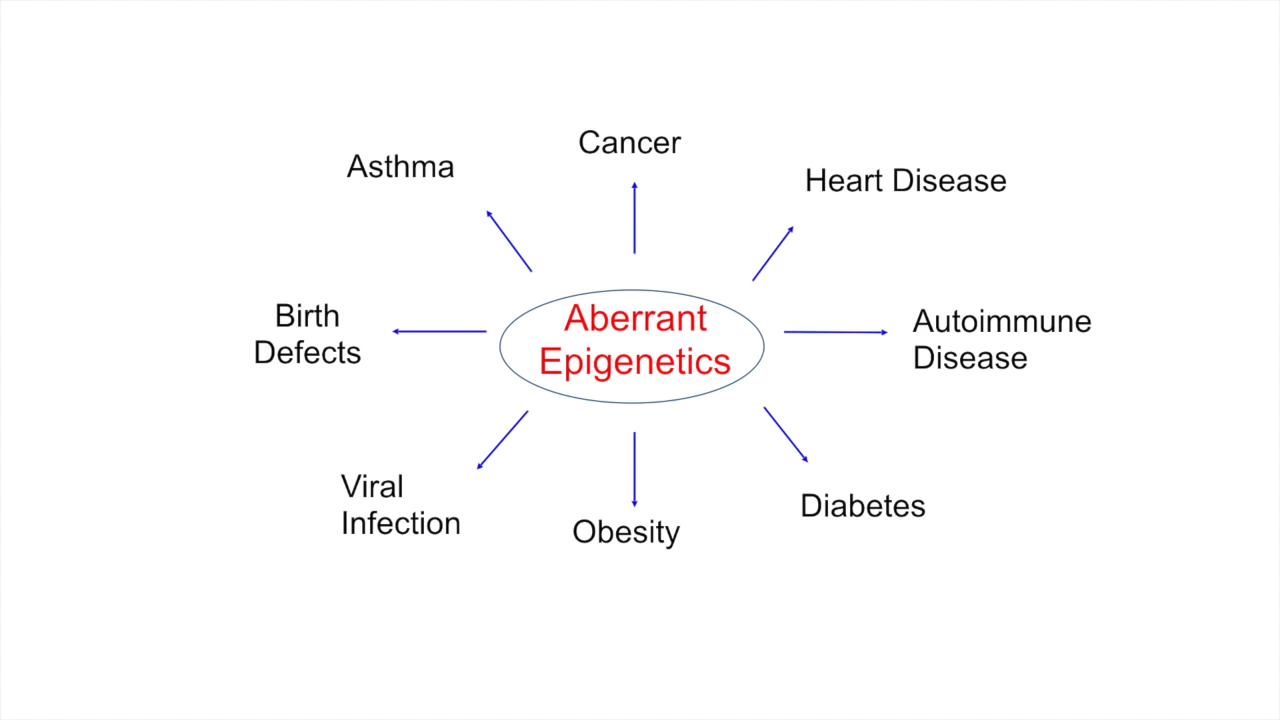 Cancer
Asthma
Heart Disease
Birth
Defects
Aberrant
Epigenetics
Autoimmune
Disease
Viral
Infection
Obesity
Diabetes